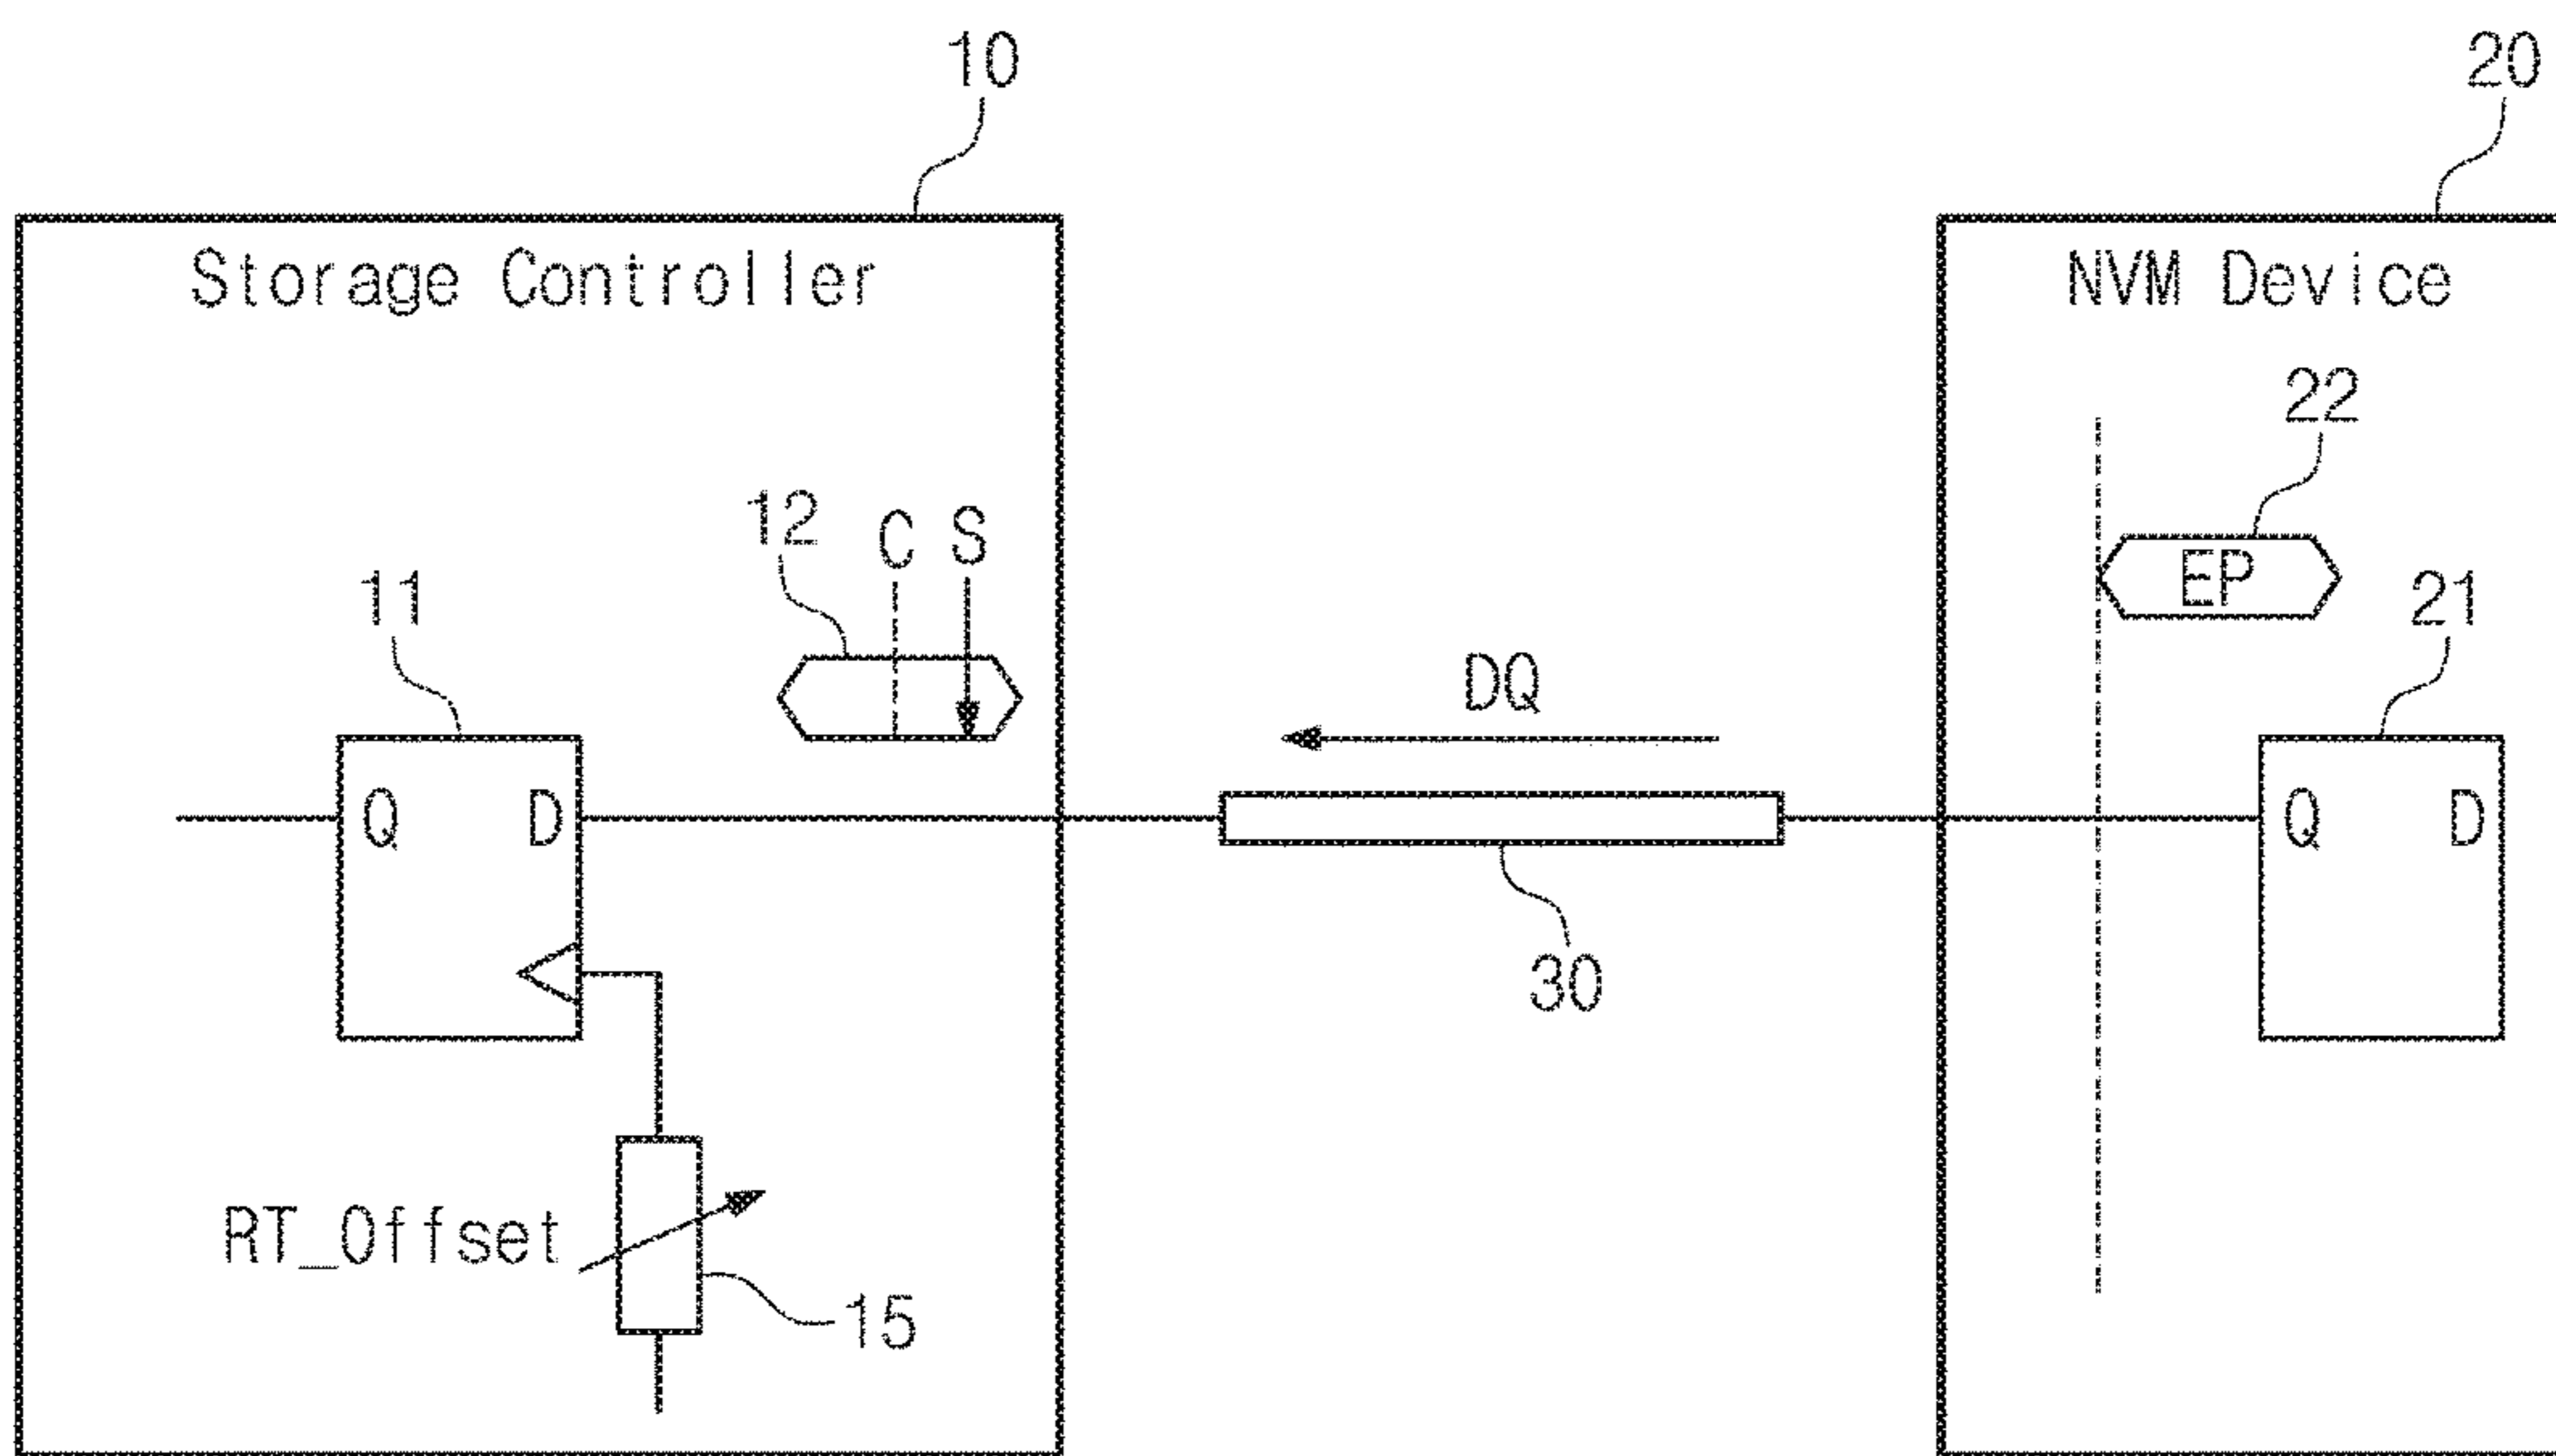 10
20
Storage Controller
NVM Device
22
12
C
S
EP
11
21
DQ
Q
D
Q
D
30
RT_Offset
15